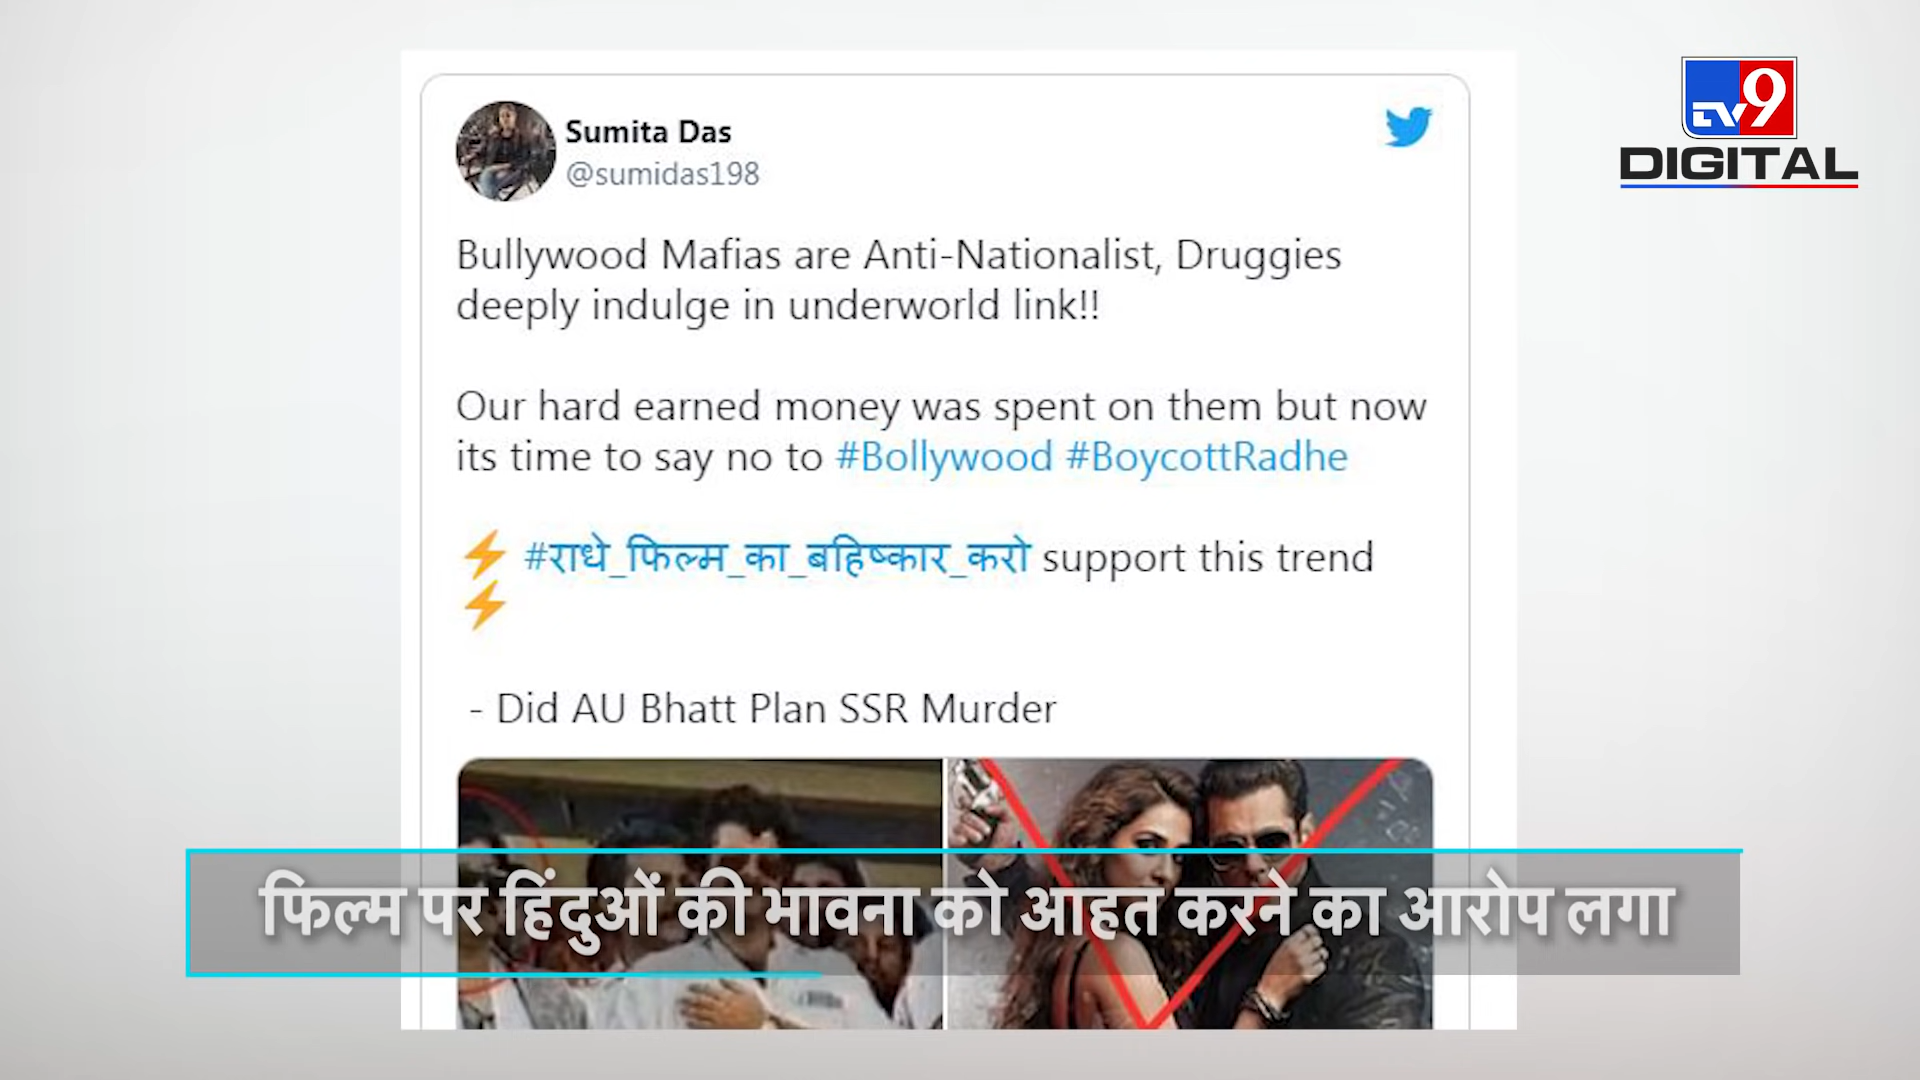 TV9
DIGITAL
Sumita Das
@sumidas198
Bullywood Mafias are Anti-Nationalist, Druggies
deeply indulge in underworld link!!
Our hard earned money was spent on them but now
its time to say no to #Bollywood #BoycottRadhe
⚡ #राधे_फिल्म_का_बहिष्कार_करो support this trend
⚡
- Did AU Bhatt Plan SSR Murder
फिल्म पर हिंदुओं की भावना को आहत करने का आरोप लगा